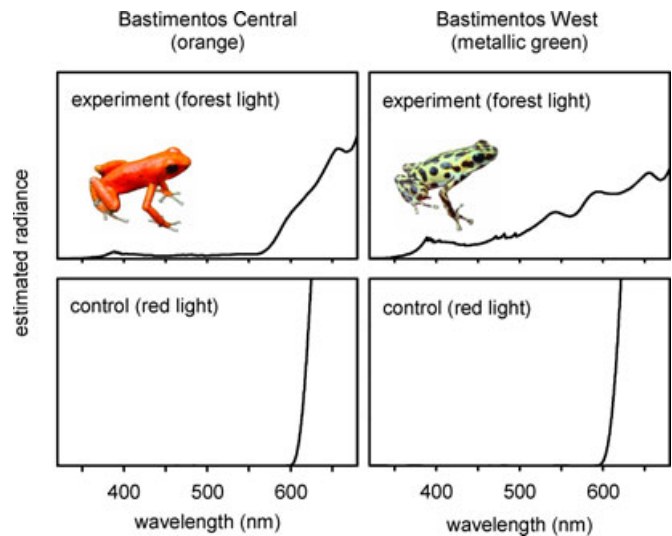 Bastimentos Central
(orange)
Bastimentos West
(metallic green)
experiment (forest light)
experiment (forest light)
estimated radiance
control (red light)
control (red light)
400 500 600
400 500 600
wavelength (nm)
wavelength (nm)